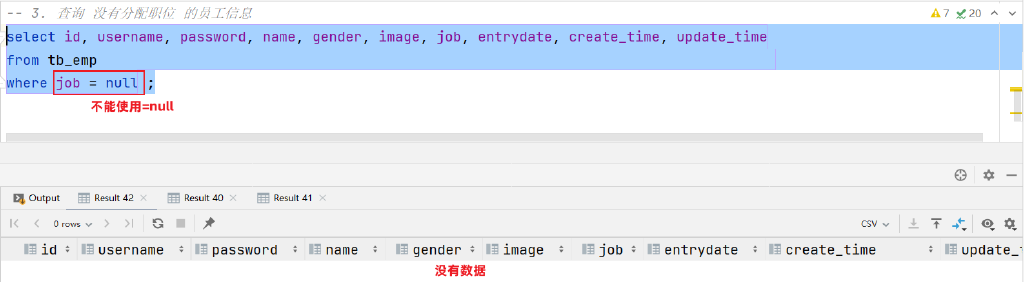 -- 3. 查询 没有分配职位 的员工信息
7 20
select id, username, password, name, gender, image, job, entrydate, create_time, update_time
from tb_emp
where job = null ;
不能使用=null
Output Result 42 Result 40 Result 41
0 rows CSV
id username password name gender image job entrydate create_time update_
没有数据